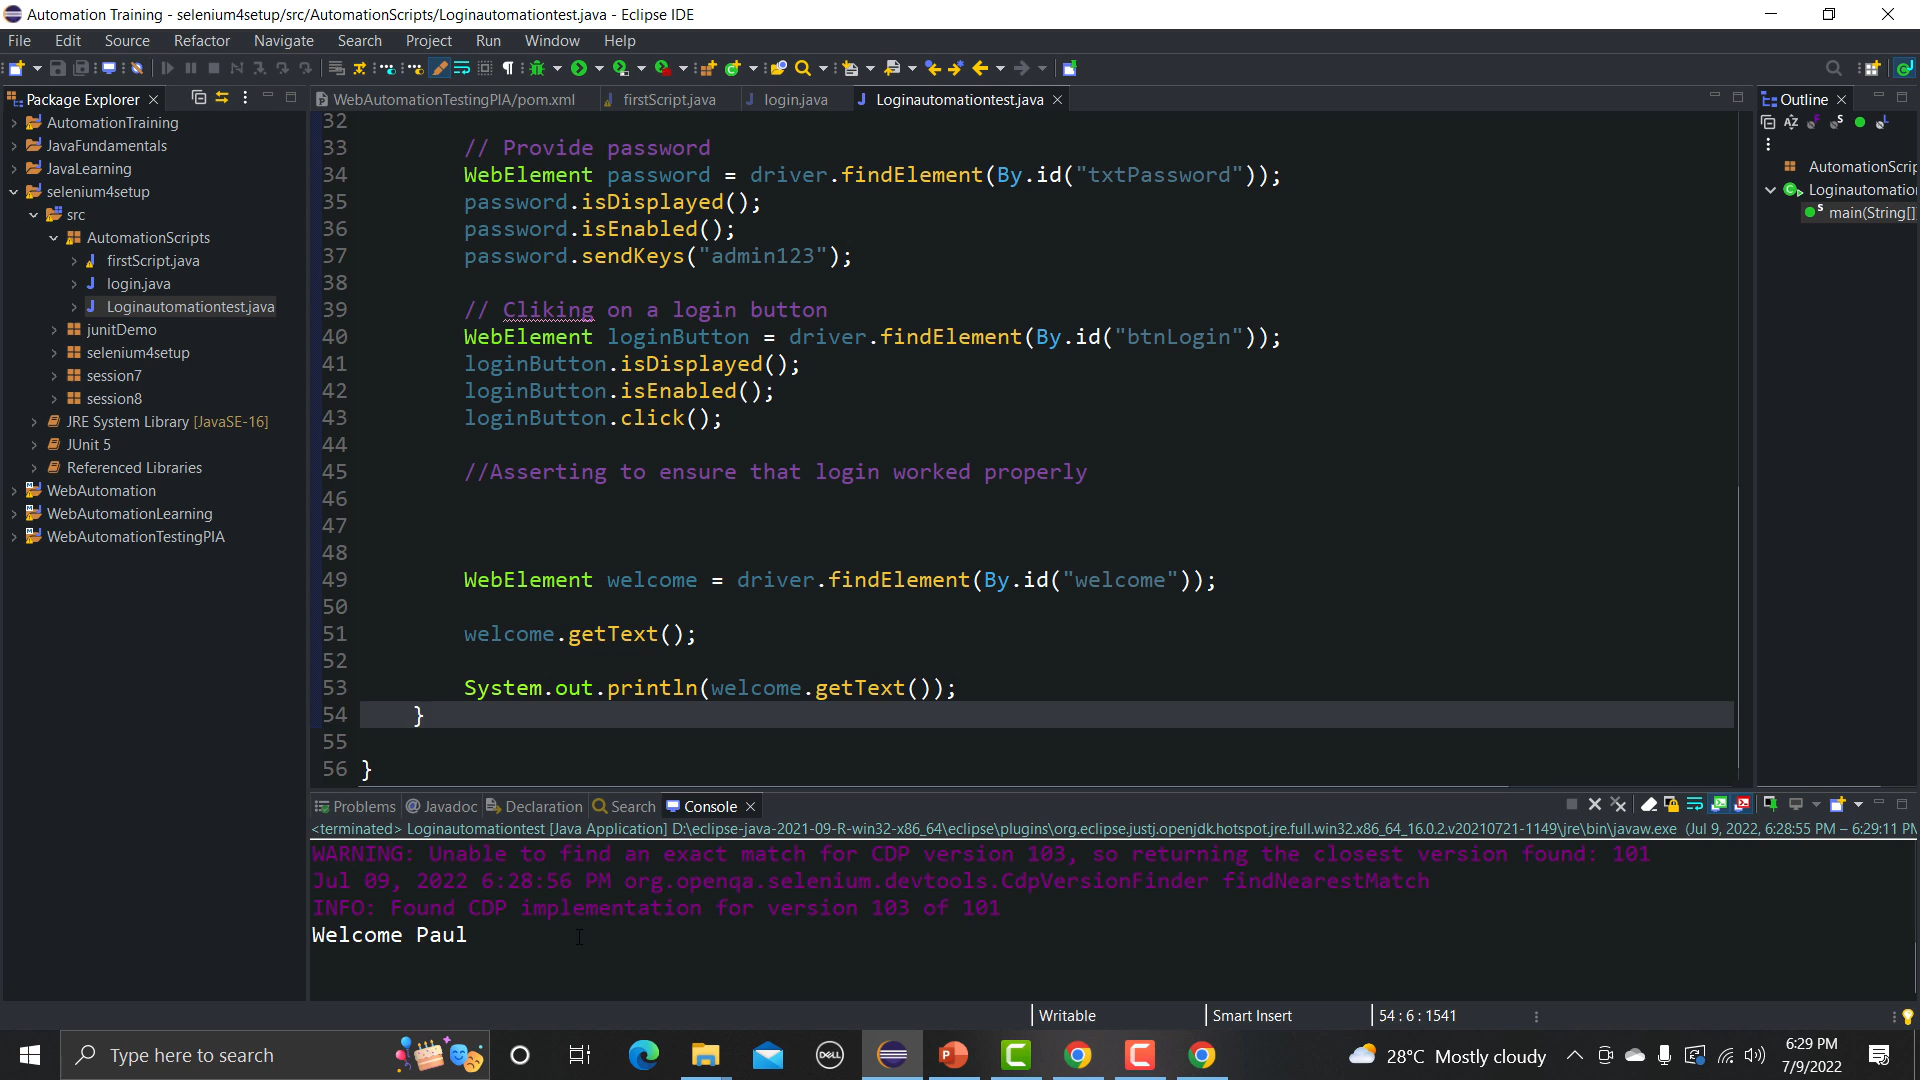 Automation Training - selenium4setup/src/AutomationScripts/Loginautomationtest.java - Eclipse IDE
File Edit Source Refactor Navigate Search Project Run Window Help
Package Explorer
AutomationTraining
JavaFundamentals
JavaLearning
selenium4setup
src
AutomationScripts
firstScript.java
login.java
Loginautomationtest.java
junitDemo
selenium4setup
session7
session8
JRE System Library [JavaSE-16]
JUnit 5
Referenced Libraries
WebAutomation
WebAutomationLearning
WebAutomationTestingPIA
WebAutomationTestingPIA/pom.xml firstScript.java login.java Loginautomationtest.java
32
33 // Provide password
34 WebElement password = driver.findElement(By.id("txtPassword"));
35 password.isDisplayed();
36 password.isEnabled();
37 password.sendKeys("admin123");
38
39 // Cliking on a login button
40 WebElement loginButton = driver.findElement(By.id("btnLogin"));
41 loginButton.isDisplayed();
42 loginButton.isEnabled();
43 loginButton.click();
44
45 //Asserting to ensure that login worked properly
46
47
48
49 WebElement welcome = driver.findElement(By.id("welcome"));
50
51 welcome.getText();
52
53 System.out.println(welcome.getText());
54 }
55
56 }
Outline
AutomationScrip
Loginautomatio
main(String[]
Problems Javadoc Declaration Search Console
<terminated> Loginautomationtest [Java Application] D:\eclipse-java-2021-09-R-win32-x86_64\eclipse\plugins\org.eclipse.justj.openjdk.hotspot.jre.full.win32.x86_64_16.0.2.v20210721-1149\jre\bin\javaw.exe (Jul 9, 2022, 6:28:55 PM – 6:29:11 PM
WARNING: Unable to find an exact match for CDP version 103, so returning the closest version found: 101
Jul 09, 2022 6:28:56 PM org.openqa.selenium.devtools.CdpVersionFinder findNearestMatch
INFO: Found CDP implementation for version 103 of 101
Welcome Paul
Writable Smart Insert 54 : 6 : 1541
Type here to search
DELL
28°C Mostly cloudy
6:29 PM
7/9/2022